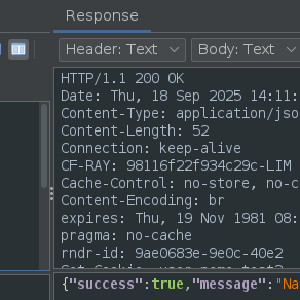 Response
Header: Text
Body: Text
HTTP/1.1 200 OK
Date: Thu, 18 Sep 2025 14:11:
Content-Type: application/jso
Content-Length: 52
Connection: keep-alive
CF-RAY: 98116f22f934c29c-LIM
Cache-Control: no-store, no-c
Content-Encoding: br
expires: Thu, 19 Nov 1981 08:
pragma: no-cache
rndr-id: 9ae0683e-9e0c-40e2
{"success":true,"message":"Na